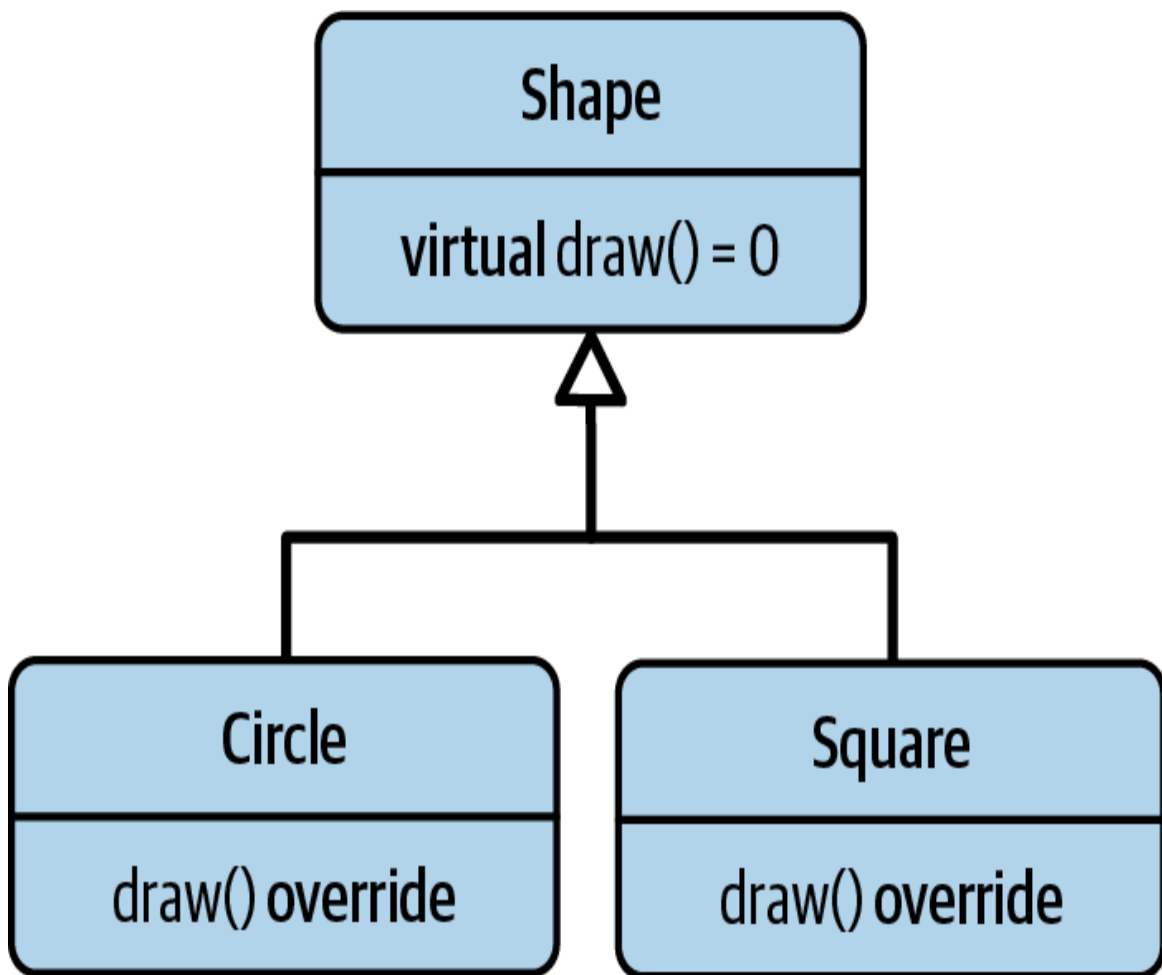 Shape
virtual draw() = 0
Circle
draw() override
Square
draw() override